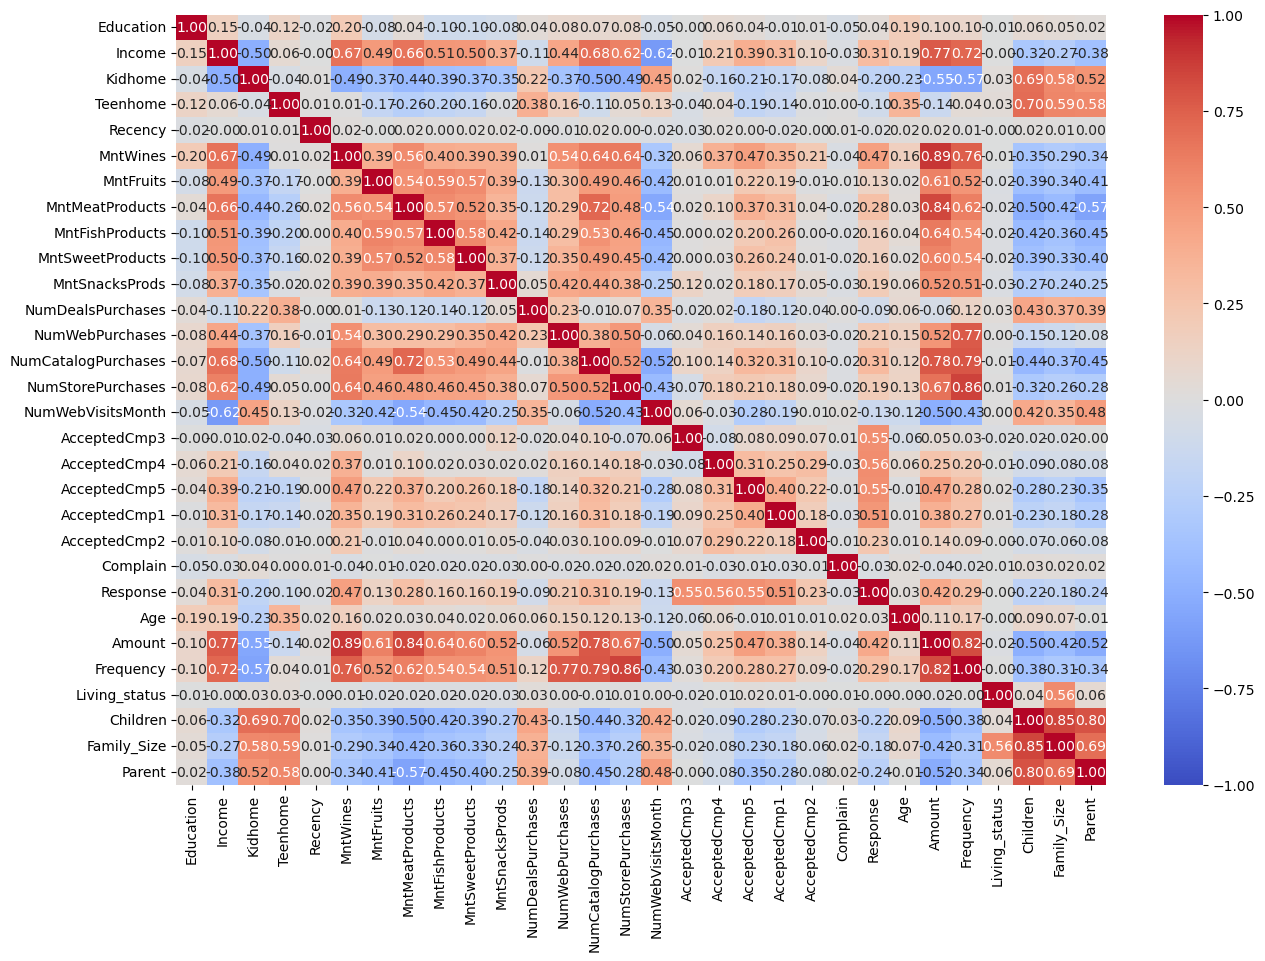 Education 1.00 0.15 -0.04 0.12 -0.02 0.20 -0.08 0.04 -0.10 -0.10 -0.08 0.04 0.08 0.07 0.08 -0.05 -0.00 0.06 0.04 -0.01 0.01 -0.05 0.04 0.19 0.10 0.10 -0.01 0.06 0.05 0.02 1.00
Income 0.15 1.00 -0.50 0.06 -0.00 0.67 0.49 0.66 0.51 0.50 0.37 -0.11 0.44 0.68 0.62 -0.62 -0.01 0.21 0.39 0.31 0.10 -0.03 0.31 0.19 0.77 0.72 -0.00 -0.32 -0.27 -0.38
Kidhome -0.04 -0.50 1.00 -0.04 0.01 -0.49 -0.37 -0.44 -0.39 -0.37 -0.35 0.22 -0.37 -0.50 -0.49 0.45 0.02 -0.16 -0.21 -0.17 -0.08 0.04 -0.20 -0.23 -0.55 -0.57 0.03 0.69 0.58 0.52
Teenhome 0.12 0.06 -0.04 1.00 0.01 0.01 -0.17 -0.26 -0.20 -0.16 -0.02 0.38 0.16 -0.11 0.05 0.13 -0.04 0.04 -0.19 -0.14 -0.01 0.00 -0.10 0.35 -0.14 0.04 0.03 0.70 0.59 0.58 0.75
Recency -0.02 -0.00 0.01 0.01 1.00 0.02 -0.00 0.02 0.00 0.02 0.02 -0.00 -0.01 0.02 0.00 -0.02 -0.03 0.02 0.00 -0.02 -0.00 0.01 -0.02 0.02 0.02 0.01 -0.00 0.02 0.01 0.00
MntWines 0.20 0.67 -0.49 0.01 0.02 1.00 0.39 0.56 0.40 0.39 0.39 0.01 0.54 0.64 0.64 -0.32 0.06 0.37 0.47 0.35 0.21 -0.04 0.47 0.16 0.89 0.76 -0.01 -0.35 -0.29 -0.34
MntFruits -0.08 0.49 -0.37 -0.17 -0.00 0.39 1.00 0.54 0.59 0.57 0.39 -0.13 0.30 0.49 0.46 -0.42 0.01 0.01 0.22 0.19 -0.01 -0.01 0.13 0.02 0.61 0.52 -0.02 -0.39 -0.34 -0.41 0.50
MntMeatProducts 0.04 0.66 -0.44 -0.26 0.02 0.56 0.54 1.00 0.57 0.52 0.35 -0.12 0.29 0.72 0.48 -0.54 0.02 0.10 0.37 0.31 0.04 -0.02 0.28 0.03 0.84 0.62 -0.02 -0.50 -0.42 -0.57
MntFishProducts -0.10 0.51 -0.39 -0.20 0.00 0.40 0.59 0.57 1.00 0.58 0.42 -0.14 0.29 0.53 0.46 -0.45 0.00 0.02 0.20 0.26 0.00 -0.02 0.16 0.04 0.64 0.54 -0.02 -0.42 -0.36 -0.45
MntSweetProducts -0.10 0.50 -0.37 -0.16 0.02 0.39 0.57 0.52 0.58 1.00 0.37 -0.12 0.35 0.49 0.45 -0.42 0.00 0.03 0.26 0.24 0.01 -0.02 0.16 0.02 0.60 0.54 -0.02 -0.39 -0.33 -0.40
MntSnacksProds -0.08 0.37 -0.35 -0.02 0.02 0.39 0.39 0.35 0.42 0.37 1.00 0.05 0.42 0.44 0.38 -0.25 0.12 0.02 0.18 0.17 0.05 -0.03 0.19 0.06 0.52 0.51 -0.03 -0.27 -0.24 -0.25 0.25
NumDealsPurchases 0.04 -0.11 0.22 0.38 -0.00 0.01 -0.13 -0.12 -0.14 -0.12 0.05 1.00 0.23 -0.01 0.07 0.35 -0.02 0.02 -0.18 -0.12 -0.04 0.00 -0.09 0.06 -0.06 0.12 0.03 0.43 0.37 0.39
NumWebPurchases 0.08 0.44 -0.37 0.16 -0.01 0.54 0.30 0.29 0.29 0.35 0.42 0.23 1.00 0.38 0.50 -0.06 0.04 0.16 0.14 0.16 0.03 -0.02 0.21 0.15 0.52 0.77 0.00 -0.15 -0.12 -0.08
NumCatalogPurchases 0.07 0.68 -0.50 -0.11 0.02 0.64 0.49 0.72 0.53 0.49 0.44 -0.01 0.38 1.00 0.52 -0.52 0.10 0.14 0.32 0.31 0.10 -0.02 0.31 0.12 0.78 0.79 -0.01 -0.44 -0.37 -0.45
NumStorePurchases 0.08 0.62 -0.49 0.05 0.00 0.64 0.46 0.48 0.46 0.45 0.38 0.07 0.50 0.52 1.00 -0.43 -0.07 0.18 0.21 0.18 0.09 -0.02 0.19 0.13 0.67 0.86 0.01 -0.32 -0.26 -0.28 0.00
NumWebVisitsMonth -0.05 -0.62 0.45 0.13 -0.02 -0.32 -0.42 -0.54 -0.45 -0.42 -0.25 0.35 -0.06 -0.52 -0.43 1.00 0.06 -0.03 -0.28 -0.19 -0.01 0.02 -0.13 -0.12 -0.50 -0.43 -0.00 0.42 0.35 0.48
AcceptedCmp3 -0.00 -0.01 0.02 -0.04 -0.03 0.06 0.01 0.02 0.00 0.00 0.12 -0.02 0.04 0.10 -0.07 0.06 1.00 -0.08 0.08 0.09 0.07 0.01 0.55 -0.06 0.05 0.03 -0.02 -0.02 -0.02 -0.00
AcceptedCmp4 0.06 0.21 -0.16 0.04 0.02 0.37 0.01 0.10 0.02 0.03 0.02 0.02 0.16 0.14 0.18 -0.03 -0.08 1.00 0.31 0.25 0.29 -0.03 0.56 0.06 0.25 0.20 -0.01 -0.09 -0.08 -0.08
AcceptedCmp5 0.04 0.39 -0.21 -0.19 0.00 0.47 0.22 0.37 0.20 0.26 0.18 -0.18 0.14 0.32 0.21 -0.28 0.08 0.31 1.00 0.40 0.22 -0.01 0.55 -0.01 0.47 0.28 0.02 -0.28 -0.23 -0.35 −0.25
AcceptedCmp1 -0.01 0.31 -0.17 -0.14 -0.02 0.35 0.19 0.31 0.26 0.24 0.17 -0.12 0.16 0.31 0.18 -0.19 0.09 0.25 0.40 1.00 0.18 -0.03 0.51 0.01 0.38 0.27 0.01 -0.23 -0.18 -0.28
AcceptedCmp2 0.01 0.10 -0.08 -0.01 -0.00 0.21 -0.01 0.04 0.00 0.01 0.05 -0.04 0.03 0.10 0.09 -0.01 0.07 0.29 0.22 0.18 1.00 -0.01 0.23 0.01 0.14 0.09 -0.00 -0.07 -0.06 -0.08
Complain -0.05 -0.03 0.04 0.00 0.01 -0.04 -0.01 -0.02 -0.02 -0.02 -0.03 0.00 -0.02 -0.02 -0.02 0.02 0.01 -0.03 -0.01 -0.03 -0.01 1.00 -0.03 0.02 -0.04 -0.02 -0.01 0.03 0.02 0.02
Response 0.04 0.31 -0.20 -0.10 -0.02 0.47 0.13 0.28 0.16 0.16 0.19 -0.09 0.21 0.31 0.19 -0.13 0.55 0.56 0.55 0.51 0.23 -0.03 1.00 0.03 0.42 0.29 -0.00 -0.22 -0.18 -0.24 −0.50
Age 0.19 0.19 -0.23 0.35 0.02 0.16 0.02 0.03 0.04 0.02 0.06 0.06 0.15 0.12 0.13 -0.12 -0.06 0.06 -0.01 0.01 0.01 0.02 0.03 1.00 0.11 0.17 -0.00 0.09 0.07 -0.01
Amount 0.10 0.77 -0.55 -0.14 0.02 0.89 0.61 0.84 0.64 0.60 0.52 -0.06 0.52 0.78 0.67 -0.50 0.05 0.25 0.47 0.38 0.14 -0.04 0.42 0.11 1.00 0.82 -0.02 -0.50 -0.42 -0.52
Frequency 0.10 0.72 -0.57 0.04 0.01 0.76 0.52 0.62 0.54 0.54 0.51 0.12 0.77 0.79 0.86 -0.43 0.03 0.20 0.28 0.27 0.09 -0.02 0.29 0.17 0.82 1.00 -0.00 -0.38 -0.31 -0.34
Living_status -0.01 -0.00 0.03 0.03 -0.00 -0.01 -0.02 -0.02 -0.02 -0.02 -0.03 0.03 0.00 -0.01 0.01 -0.00 -0.02 -0.01 0.02 0.01 -0.00 -0.01 -0.00 -0.00 -0.02 -0.00 1.00 0.04 0.56 0.06 −0.75
Children 0.06 -0.32 0.69 0.70 0.02 -0.35 -0.39 -0.50 -0.42 -0.39 -0.27 0.43 -0.15 -0.44 -0.32 0.42 -0.02 -0.09 -0.28 -0.23 -0.07 0.03 -0.22 0.09 -0.50 -0.38 0.04 1.00 0.85 0.80
Family_Size 0.05 -0.27 0.58 0.59 0.01 -0.29 -0.34 -0.42 -0.36 -0.33 -0.24 0.37 -0.12 -0.37 -0.26 0.35 -0.02 -0.08 -0.23 -0.18 -0.06 0.02 -0.18 0.07 -0.42 -0.31 0.56 0.85 1.00 0.69
Parent 0.02 -0.38 0.52 0.58 0.00 -0.34 -0.41 -0.57 -0.45 -0.40 -0.25 0.39 -0.08 -0.45 -0.28 0.48 -0.00 -0.08 -0.35 -0.28 -0.08 0.02 -0.24 -0.01 -0.52 -0.34 0.06 0.80 0.69 1.00 −1.00
Education Income Kidhome Teenhome Recency MntWines MntFruits MntMeatProducts MntFishProducts MntSweetProducts MntSnacksProds NumDealsPurchases NumWebPurchases NumCatalogPurchases NumStorePurchases NumWebVisitsMonth AcceptedCmp3 AcceptedCmp4 AcceptedCmp5 AcceptedCmp1 AcceptedCmp2 Complain Response Age Amount Frequency Living_status Children Family_Size Parent